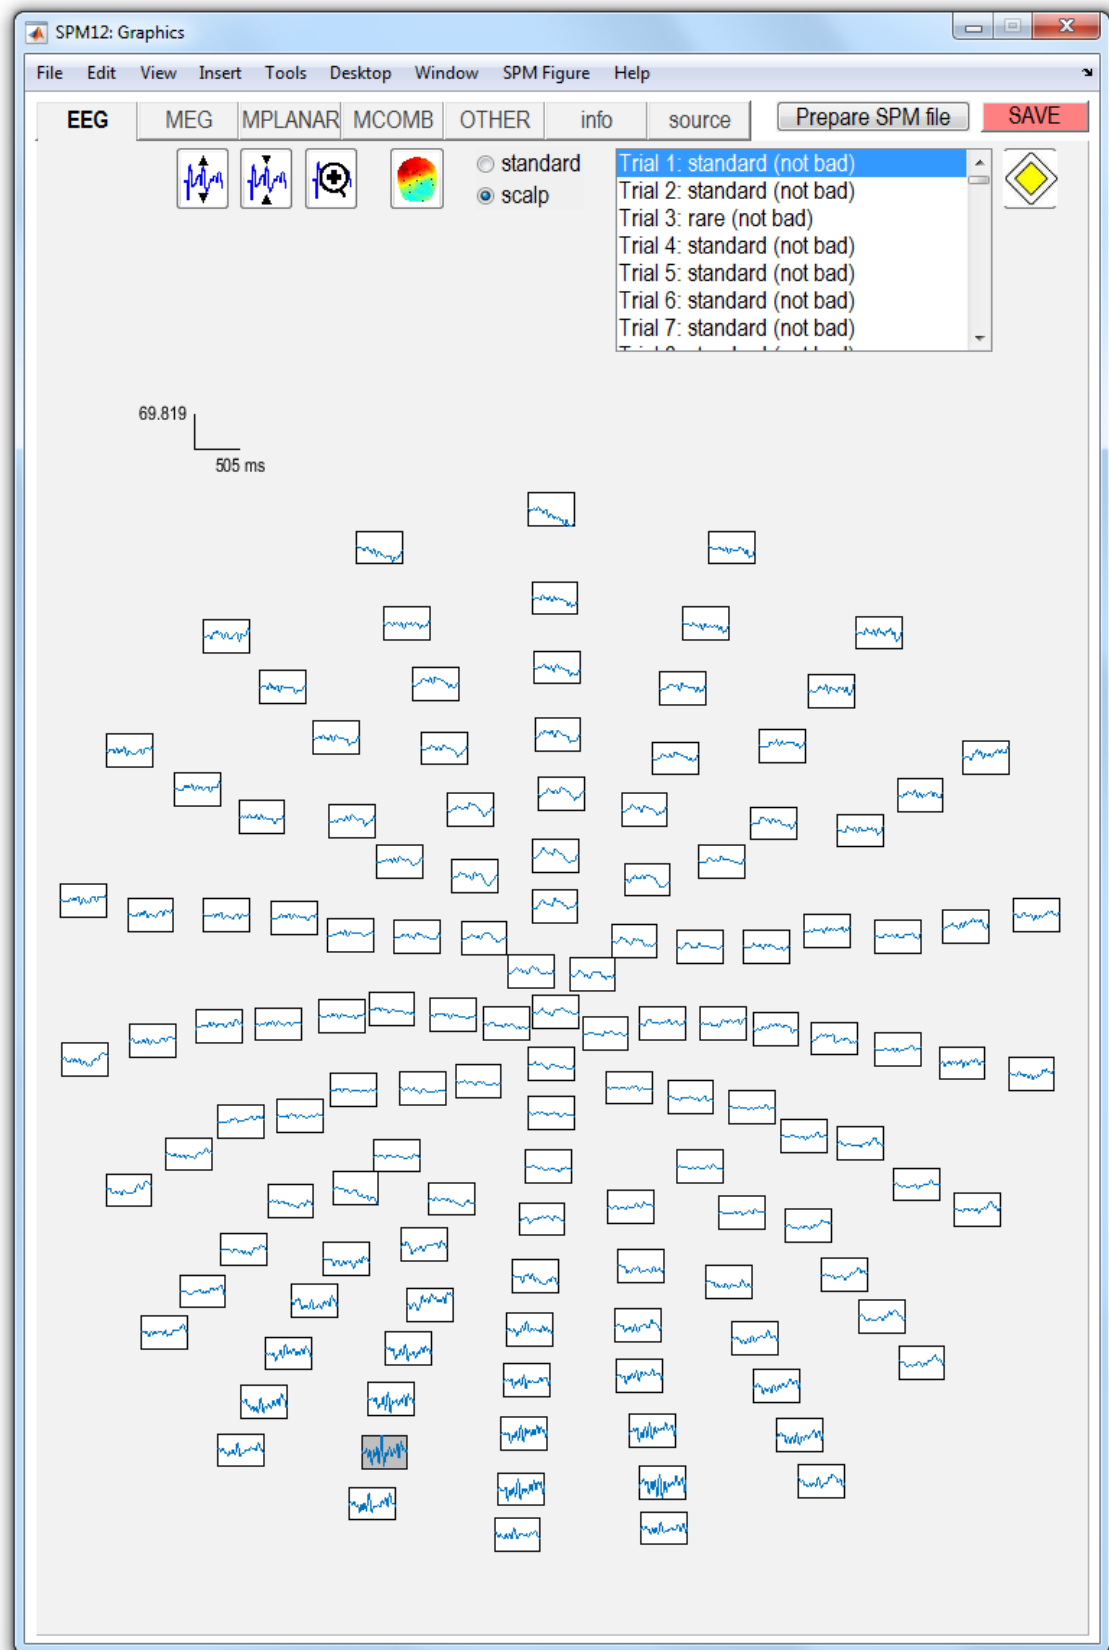 SPM12: Graphics
File Edit View Insert Tools Desktop Window SPM Figure Help
EEG MEG MPLANAR MCOMB OTHER info source Prepare SPM file SAVE
standard
scalp
Trial 1: standard (not bad)
Trial 2: standard (not bad)
Trial 3: rare (not bad)
Trial 4: standard (not bad)
Trial 5: standard (not bad)
Trial 6: standard (not bad)
Trial 7: standard (not bad)
69.819
505 ms